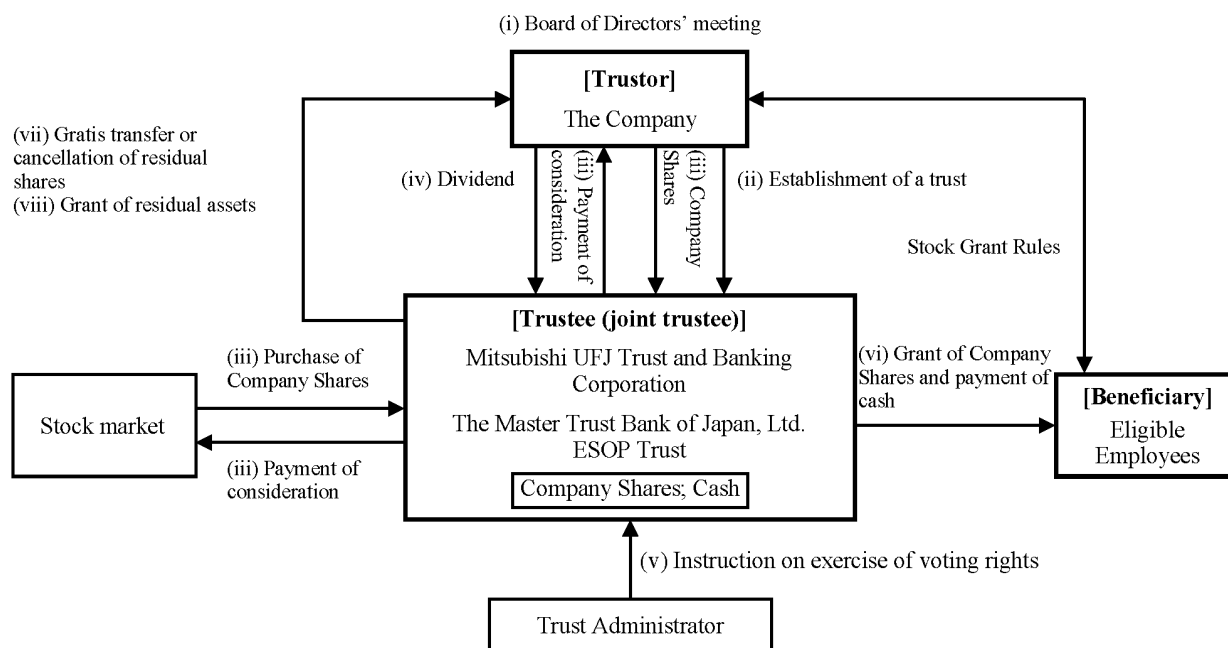 (i) Board of Directors’ meeting
[Trustor]
The Company
(vii) Gratis transfer or
cancellation of residual
shares
(viii) Grant of residual assets
(iv) Dividend
(iii) Payment of
consideration
(iii) Company
Shares
(ii) Establishment of a trust
Stock Grant Rules
[Trustee (joint trustee)]
Mitsubishi UFJ Trust and Banking
Corporation
The Master Trust Bank of Japan, Ltd.
ESOP Trust
Company Shares; Cash
(iii) Purchase of
Company Shares
Stock market
(iii) Payment of
consideration
(vi) Grant of Company
Shares and payment of
cash
[Beneficiary]
Eligible
Employees
(v) Instruction on exercise of voting rights
Trust Administrator